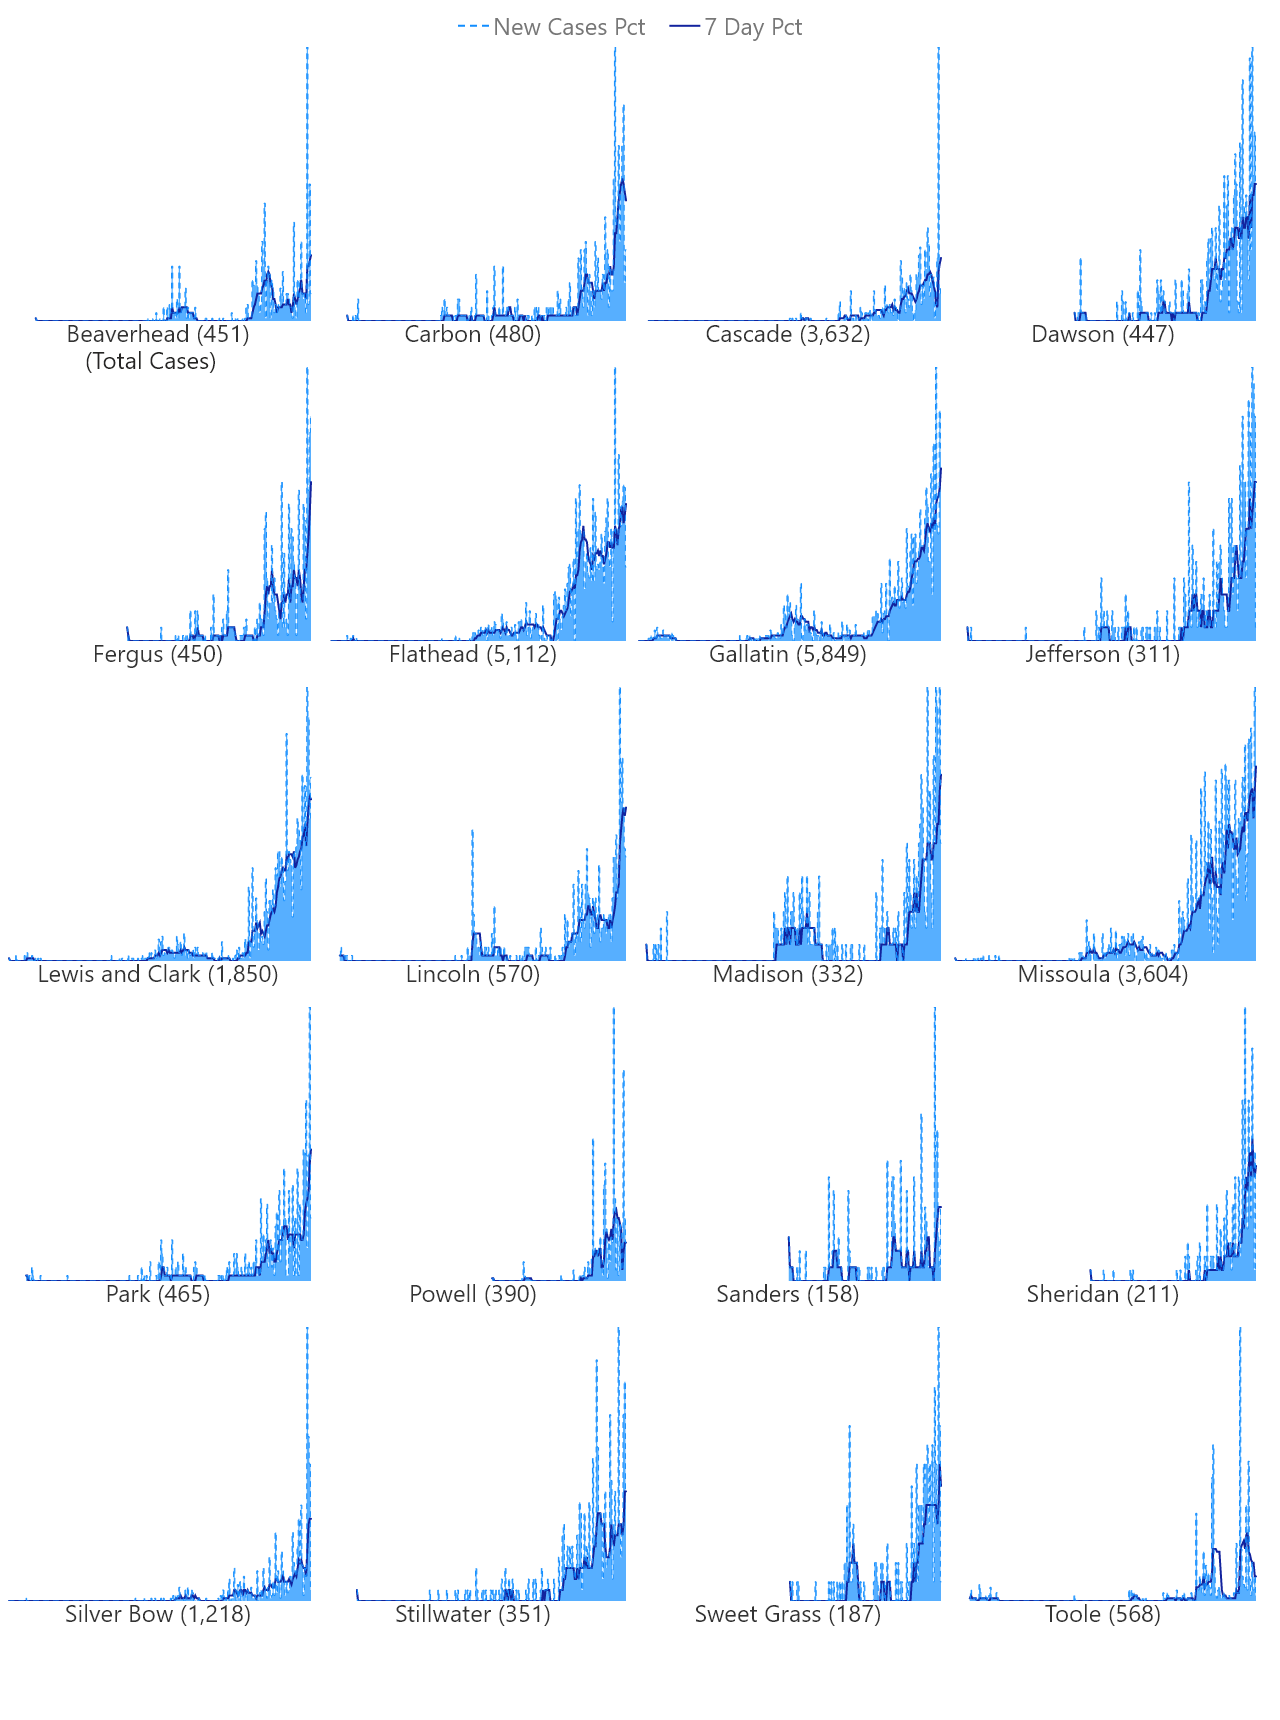 New Cases Pct 7 Day Pct
Beaverhead (451) Carbon (480) Cascade (3,632) Dawson (447)
(Total Cases)
Fergus (450) Flathead (5,112) Gallatin (5,849) Jefferson (311)
Lewis and Clark (1,850) Lincoln (570) Madison (332) Missoula (3,604)
Park (465) Powell (390) Sanders (158) Sheridan (211)
Silver Bow (1,218) Stillwater (351) Sweet Grass (187) Toole (568)